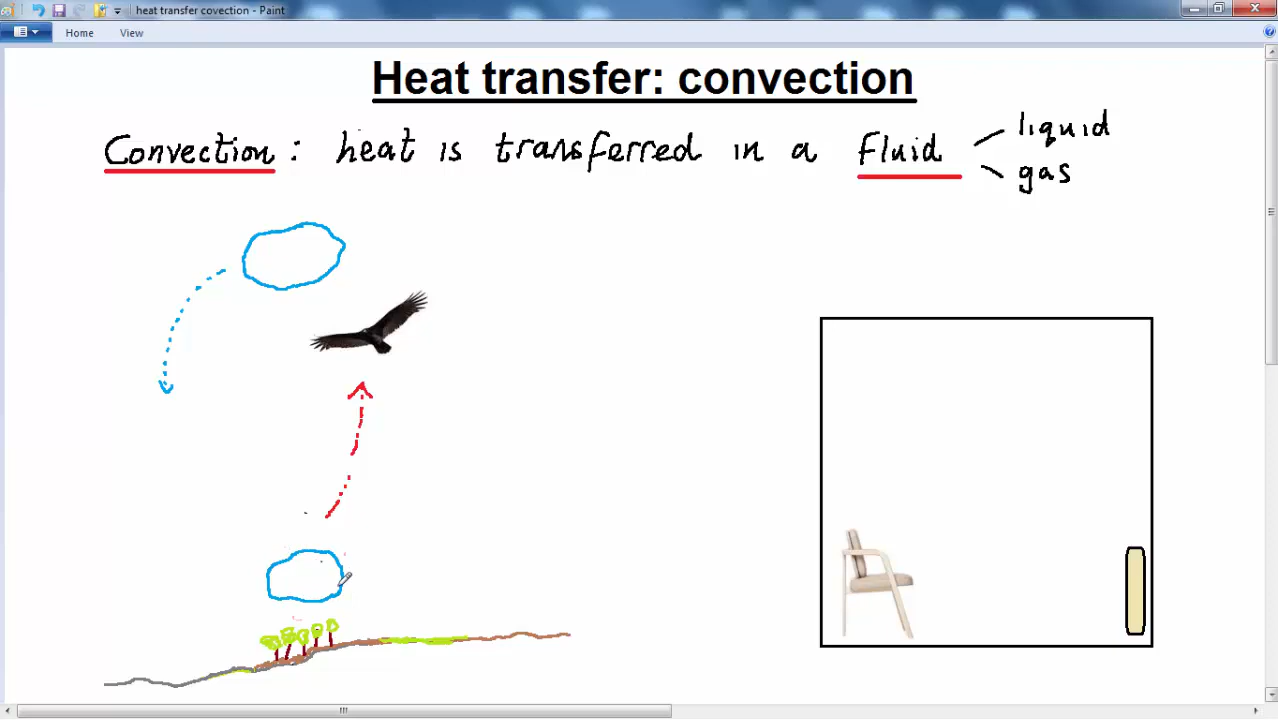 heat transfer covection - Paint
Home View
Heat transfer: convection
Convection: heat is transferred in a fluid
liquid
gas